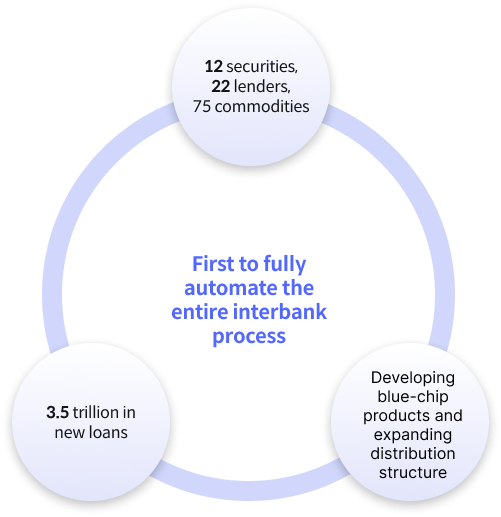 12 securities,
22 lenders,
75 commodities
First to fully
automate the
entire interbank
process
3.5 trillion in
new loans
Developing
blue-chip
products and
expanding
distribution
structure